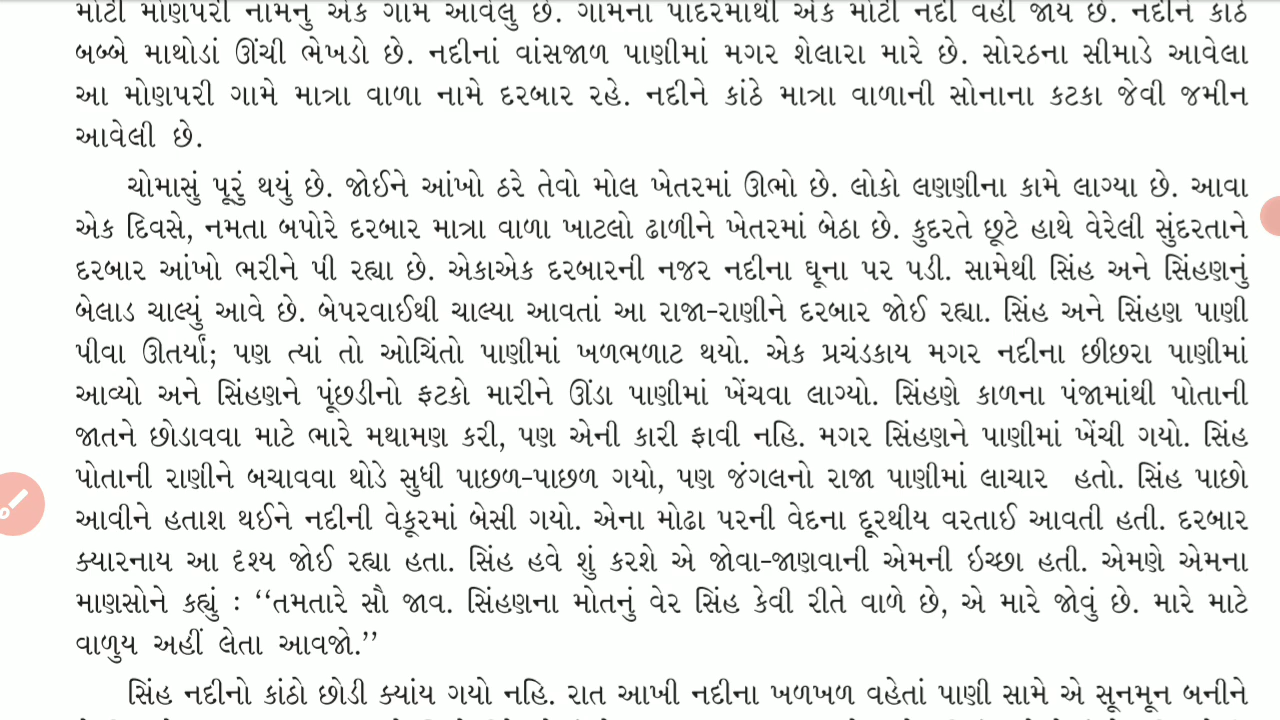 મોટી મોણપરી નામનું એક ગામ આવેલું છે. ગામના પાદરમાંથી એક મોટી નદી વહી જાય છે. નદીને કાંઠે
બબ્બે માથોડાં ઊંચી ભેખડો છે. નદીનાં વાંસજાળ પાણીમાં મગર શેલારા મારે છે. સોરઠના સીમાડે આવેલા
આ મોણપરી ગામે માત્રા વાળા નામે દરબાર રહે. નદીને કાંઠે માત્રા વાળાની સોનાના કટકા જેવી જમીન
આવેલી છે.
ચોમાસું પૂરું થયું છે. જોઈને આંખો ઠરે તેવો મોલ ખેતરમાં ઊભો છે. લોકો લણણીના કામે લાગ્યા છે. આવા
એક દિવસે, નમતા બપોરે દરબાર માત્રા વાળા ખાટલો ઢાળીને ખેતરમાં બેઠા છે. કુદરતે છૂટે હાથે વેરેલી સુંદરતાને
દરબાર આંખો ભરીને પી રહ્યા છે. એકાએક દરબારની નજર નદીના ઘૂના પર પડી. સામેથી સિંહ અને સિંહણનું
બેલાડ ચાલ્યું આવે છે. બેપરવાઈથી ચાલ્યા આવતાં આ રાજા-રાણીને દરબાર જોઈ રહ્યા. સિંહ અને સિંહણ પાણી
પીવા ઊતર્યાં; પણ ત્યાં તો ઓચિંતો પાણીમાં ખળભળાટ થયો. એક પ્રચંડકાય મગર નદીના છીછરા પાણીમાં
આવ્યો અને સિંહણને પૂંછડીનો ફટકો મારીને ઊંડા પાણીમાં ખેંચવા લાગ્યો. સિંહણે કાળના પંજામાંથી પોતાની
જાતને છોડાવવા માટે ભારે મથામણ કરી, પણ એની કારી ફાવી નહિ. મગર સિંહણને પાણીમાં ખેંચી ગયો. સિંહ
પોતાની રાણીને બચાવવા થોડે સુધી પાછળ-પાછળ ગયો, પણ જંગલનો રાજા પાણીમાં લાચાર હતો. સિંહ પાછો
આવીને હતાશ થઈને નદીની વેકૂરમાં બેસી ગયો. એના મોઢા પરની વેદના દૂરથીય વરતાઈ આવતી હતી. દરબાર
ક્યારનાય આ દૃશ્ય જોઈ રહ્યા હતા. સિંહ હવે શું કરશે એ જોવા-જાણવાની એમની ઇચ્છા હતી. એમણે એમના
માણસોને કહ્યું : ‘‘તમતારે સૌ જાવ. સિંહણના મોતનું વેર સિંહ કેવી રીતે વાળે છે, એ મારે જોવું છે. મારે માટે
વાળુય અહીં લેતા આવજો.’’
સિંહ નદીનો કાંઠો છોડી ક્યાંય ગયો નહિ. રાત આખી નદીના ખળખળ વહેતાં પાણી સામે એ સૂનમૂન બનીને